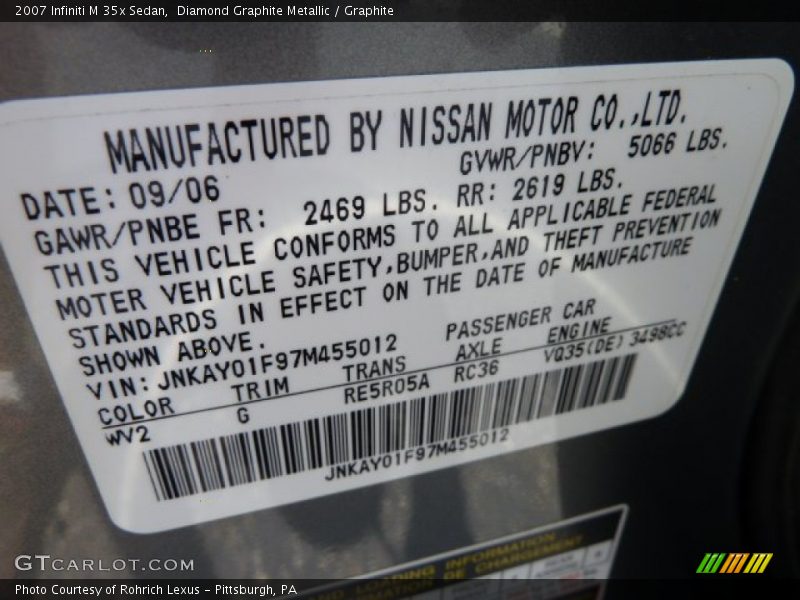 2007 Infiniti M 35x Sedan, Diamond Graphite Metallic / Graphite
MANUFACTURED BY NISSAN MOTOR CO.,LTD.
DATE: 09/06 GVWR/PNBV: 5066 LBS.
GAWR/PNBE FR: 2469 LBS. RR: 2619 LBS.
THIS VEHICLE CONFORMS TO ALL APPLICABLE FEDERAL
MOTER VEHICLE SAFETY,BUMPER,AND THEFT PREVENTION
STANDARDS IN EFFECT ON THE DATE OF MANUFACTURE
SHOWN ABOVE.
VIN: JNKAY01F97M455012 PASSENGER CAR
COLOR TRIM TRANS AXLE ENGINE
WV2 G RE5R05A RC36 VQ35(DE) 3498CC
JNKAY01F97M455012
LOADING INFORMATION
DE CHARGEMENT
GTCARLOT.COM
Photo Courtesy of Rohrich Lexus - Pittsburgh, PA